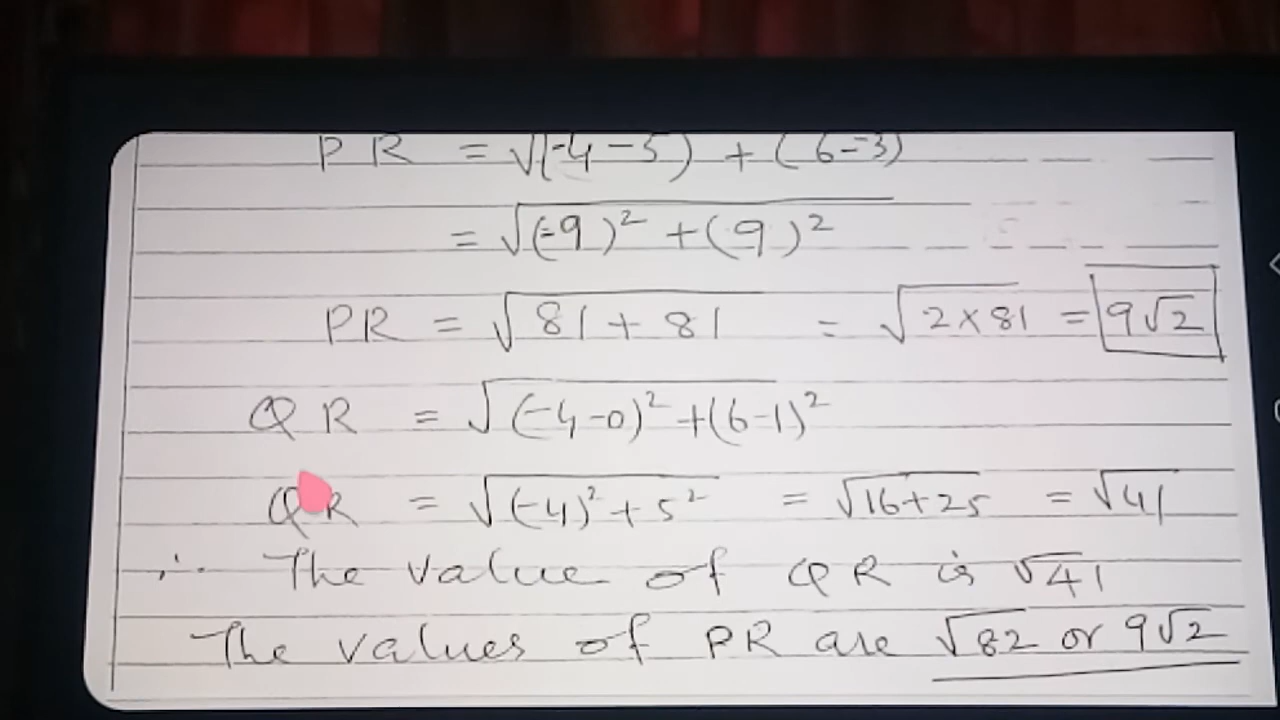 PR = √(-4-5) + (6-3)
= √(-9)² + (9)²
PR = √81 + 81 = √2×81 = 9√2
QR = √(-4-0)² + (6-1)²
QR = √(-4)² + 5² = √16+25 = √41
∴ The value of QR is √41
The values of PR are √82 or 9√2